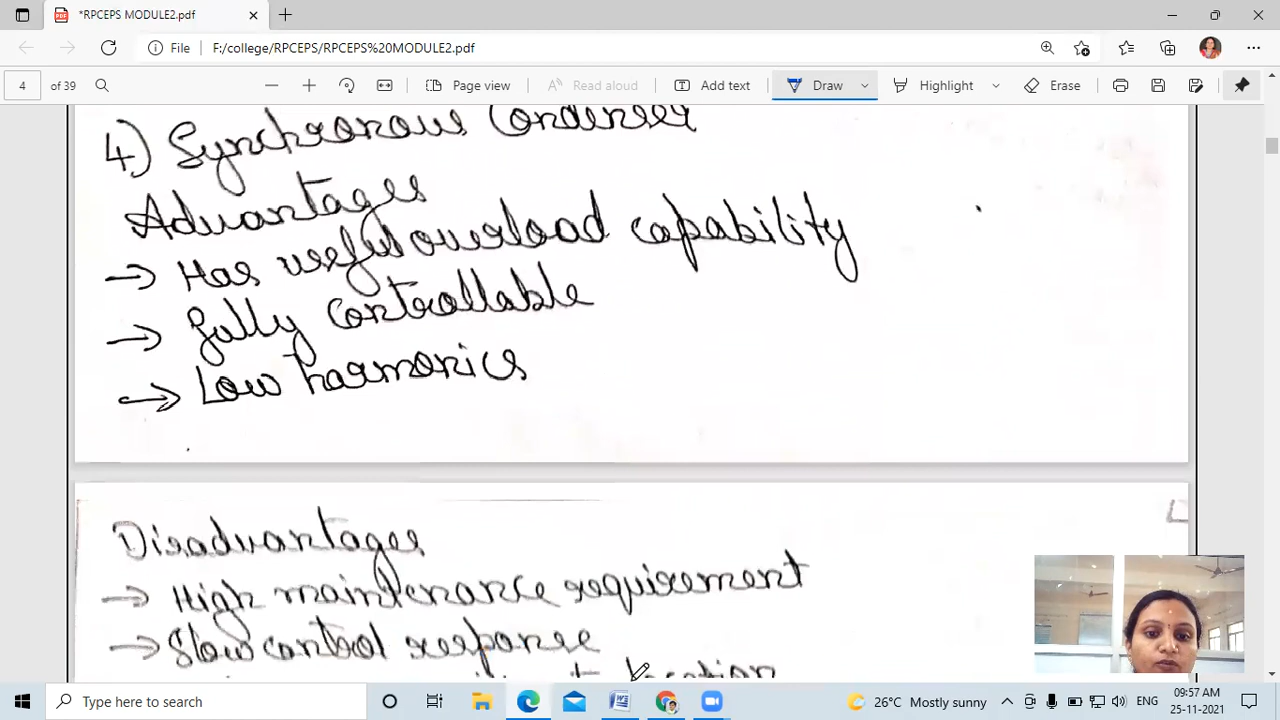 *RPCEPS MODULE2.pdf
File F:/college/RPCEPS/RPCEPS%20MODULE2.pdf
4 of 39 Page view Read aloud Add text Draw Highlight Erase
4) Synchronous Condenser
Advantages
→ Has useful overload capability
→ fully controllable
→ Low harmonics
Disadvantages
→ High maintenance requirement
→ Slow control response
location
Type here to search
26°C Mostly sunny
ENG
09:57 AM
25-11-2021